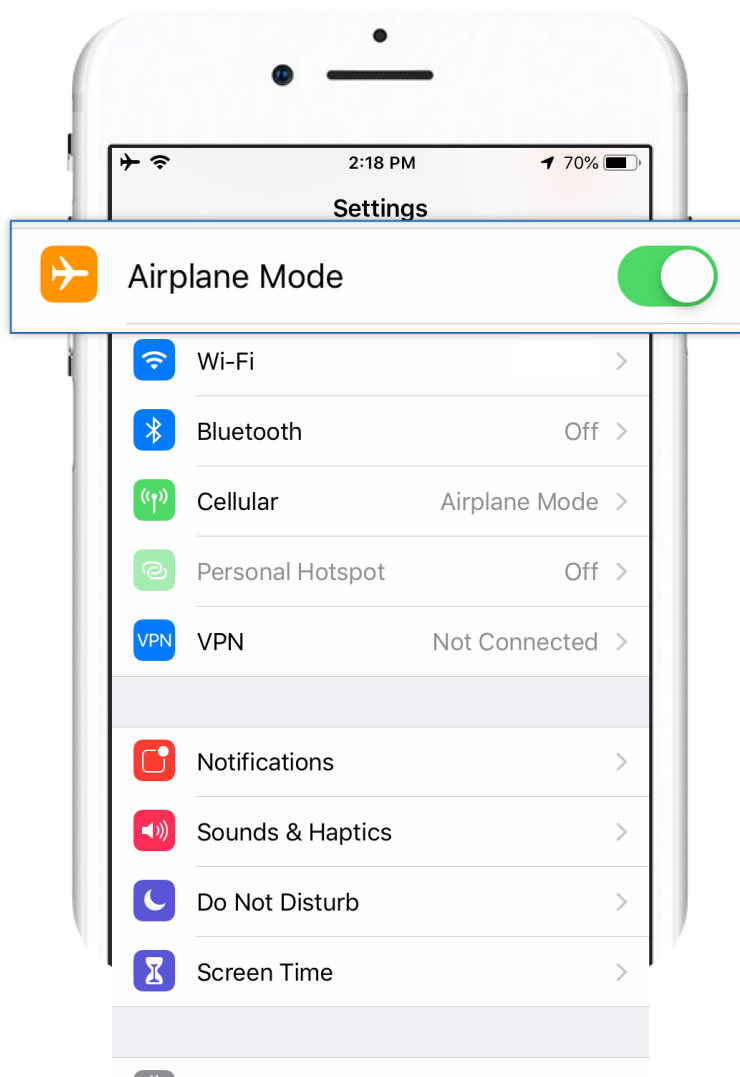 2:18 PM 70%
Settings
Airplane Mode
Wi-Fi
Bluetooth Off
Cellular Airplane Mode
Personal Hotspot Off
VPN VPN Not Connected
Notifications
Sounds & Haptics
Do Not Disturb
Screen Time